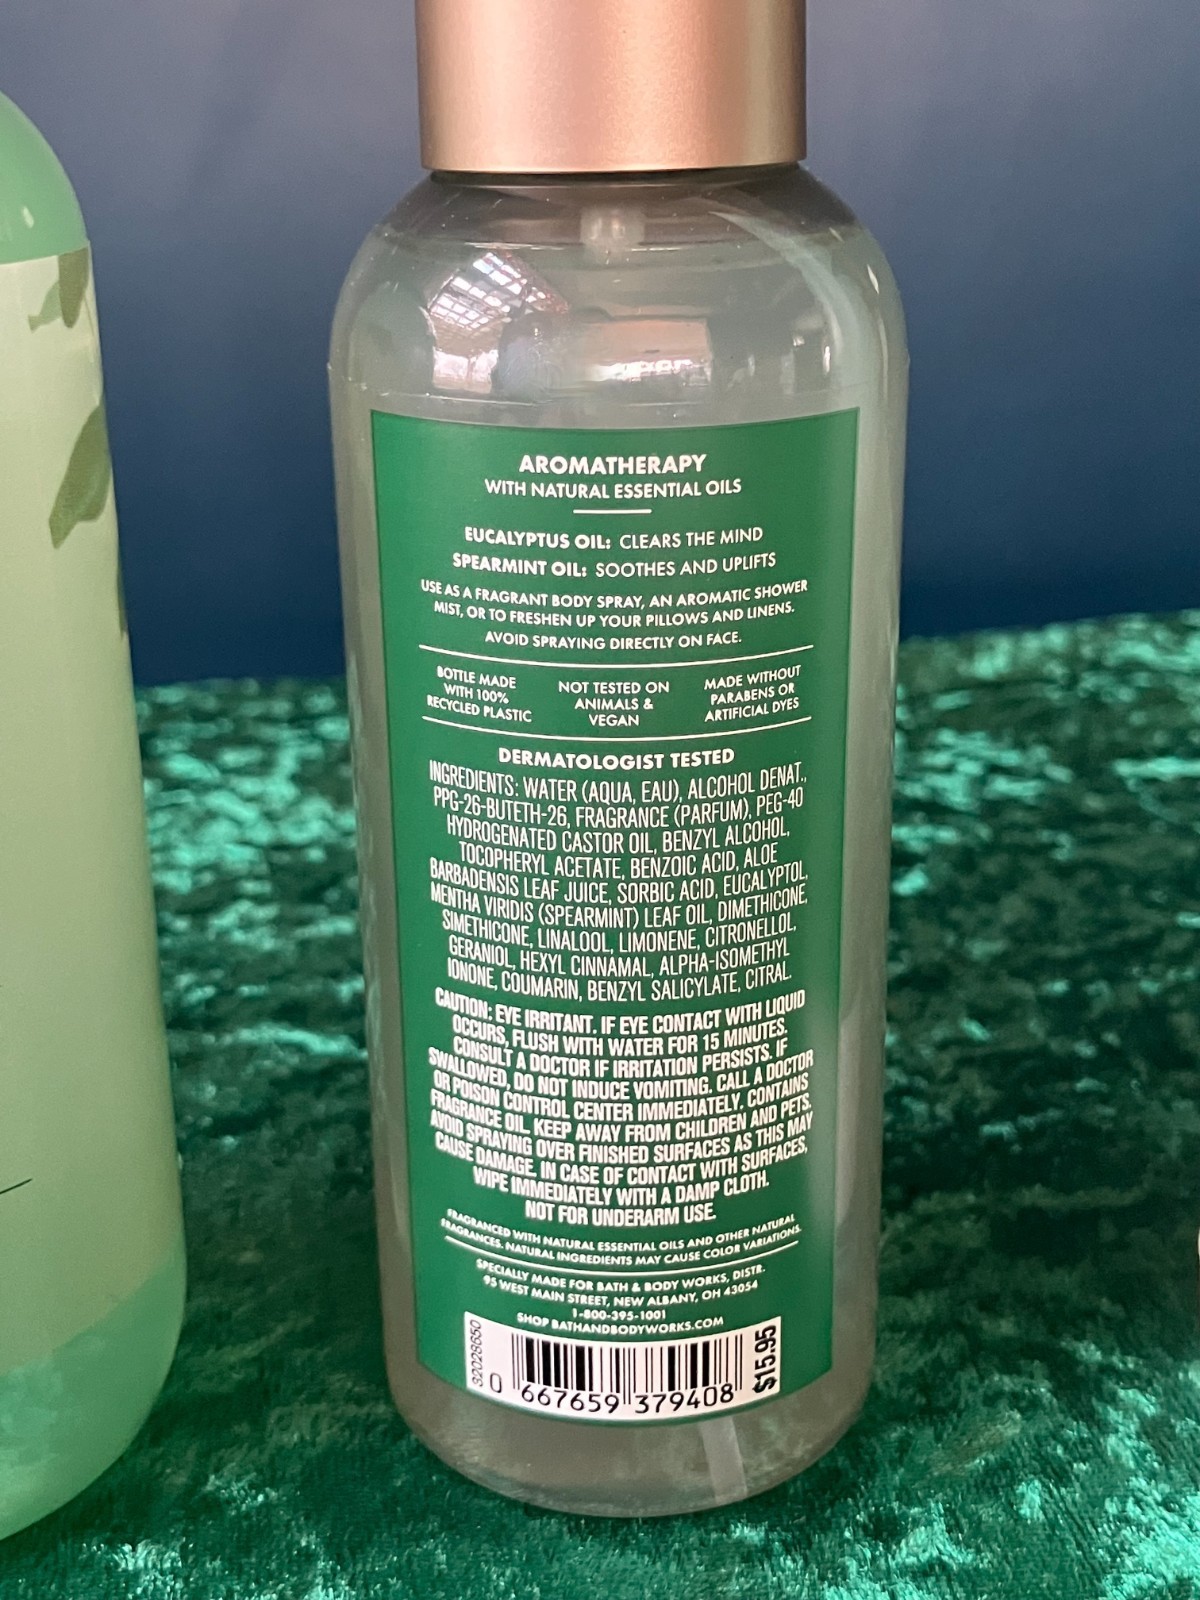 AROMATHERAPY
WITH NATURAL ESSENTIAL OILS
EUCALYPTUS OIL: CLEARS THE MIND
SPEARMINT OIL: SOOTHES AND UPLIFTS
USE AS A FRAGRANT BODY SPRAY, AN AROMATIC SHOWER
MIST, OR TO FRESHEN UP YOUR PILLOWS AND LINENS.
AVOID SPRAYING DIRECTLY ON FACE.
BOTTLE MADE
WITH 100%
RECYCLED PLASTIC
NOT TESTED ON
ANIMALS &
VEGAN
MADE WITHOUT
PARABENS OR
ARTIFICIAL DYES
DERMATOLOGIST TESTED
INGREDIENTS: WATER (AQUA, EAU), ALCOHOL DENAT.,
PPG-26-BUTETH-26, FRAGRANCE (PARFUM), PEG-40
HYDROGENATED CASTOR OIL, BENZYL ALCOHOL,
TOCOPHERYL ACETATE, BENZOIC ACID, ALOE
BARBADENSIS LEAF JUICE, SORBIC ACID, EUCALYPTOL,
MENTHA VIRIDIS (SPEARMINT) LEAF OIL, DIMETHICONE,
SIMETHICONE, LINALOOL, LIMONENE, CITRONELLOL,
GERANIOL, HEXYL CINNAMAL, ALPHA-ISOMETHYL
IONONE, COUMARIN, BENZYL SALICYLATE, CITRAL.
CAUTION: EYE IRRITANT. IF EYE CONTACT WITH LIQUID
OCCURS, FLUSH WITH WATER FOR 15 MINUTES.
CONSULT A DOCTOR IF IRRITATION PERSISTS. IF
SWALLOWED, DO NOT INDUCE VOMITING. CALL A DOCTOR
OR POISON CONTROL CENTER IMMEDIATELY. CONTAINS
FRAGRANCE OIL. KEEP AWAY FROM CHILDREN AND PETS.
AVOID SPRAYING OVER FINISHED SURFACES AS THIS MAY
CAUSE DAMAGE. IN CASE OF CONTACT WITH SURFACES,
WIPE IMMEDIATELY WITH A DAMP CLOTH.
NOT FOR UNDERARM USE.
FRAGRANCED WITH NATURAL ESSENTIAL OILS AND OTHER NATURAL
FRAGRANCES. NATURAL INGREDIENTS MAY CAUSE COLOR VARIATIONS.
SPECIALLY MADE FOR BATH & BODY WORKS, DISTR.
95 WEST MAIN STREET, NEW ALBANY, OH 43054
1-800-395-1001
SHOP BATHANDBODYWORKS.COM
32028650
0 667659 379408
$15.95